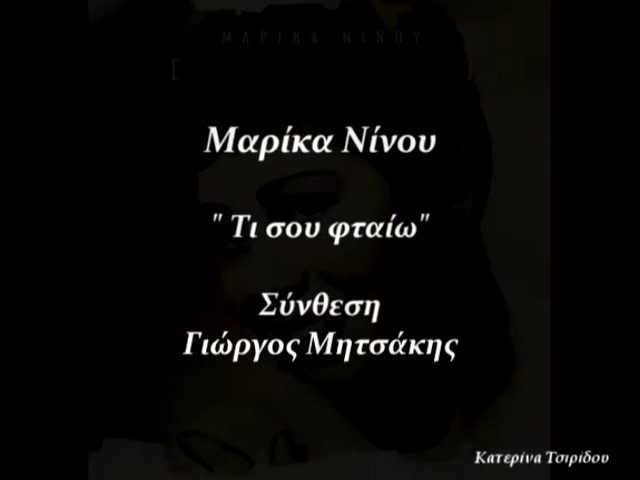 ΜΑΡΙΚΑ ΝΙΝΟΥ
Μαρίκα Νίνου
" Τι σου φταίω"
Σύνθεση
Γιώργος Μητσάκης
Κατερίνα Τσιρίδου